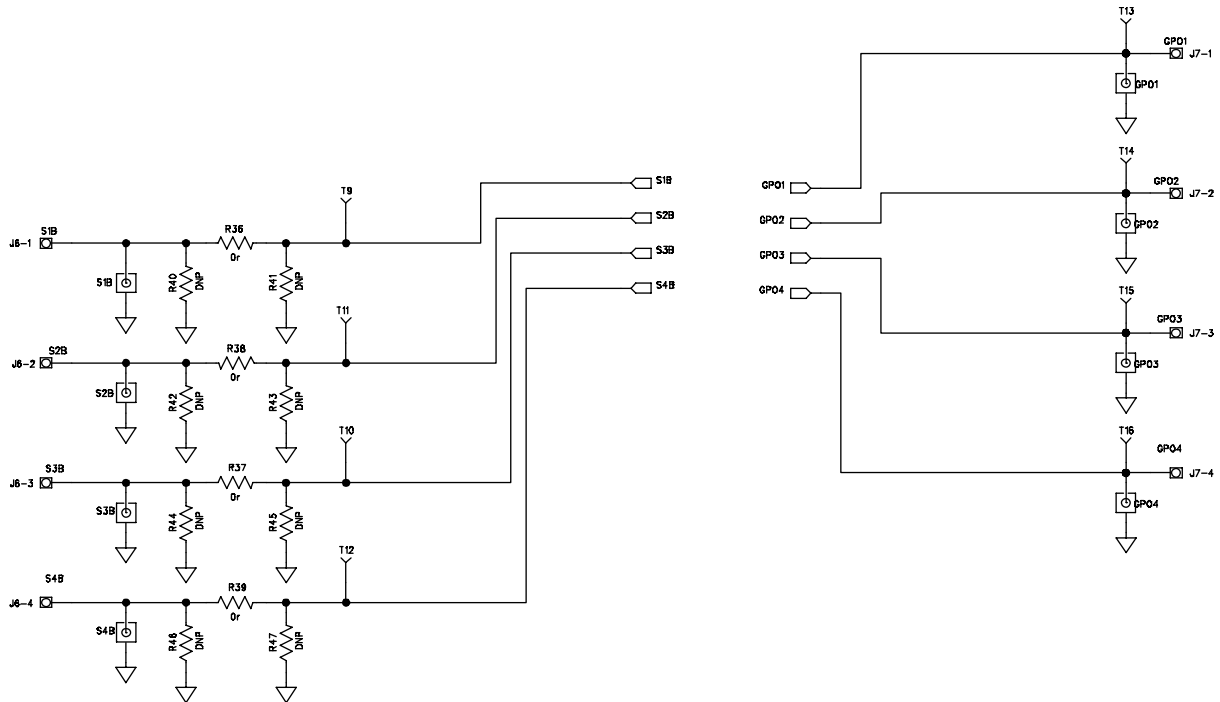 T13
GPO1
J7-1
GPO1
T14
GPO2
J7-2
GPO2
T9
S1B
GPO1
S2B
GPO2
S3B
GPO3
S4B
GPO4
S1B
J6-1
R36
0r
S1B
R40
DNP
R41
DNP
T15
GPO3
J7-3
GPO3
T11
S2B
J6-2
R38
0r
S2B
R42
DNP
R43
DNP
T16
GPO4
J7-4
GPO4
T10
S3B
J6-3
R37
0r
S3B
R44
DNP
R45
DNP
T12
S4B
J6-4
R39
0r
S4B
R46
DNP
R47
DNP